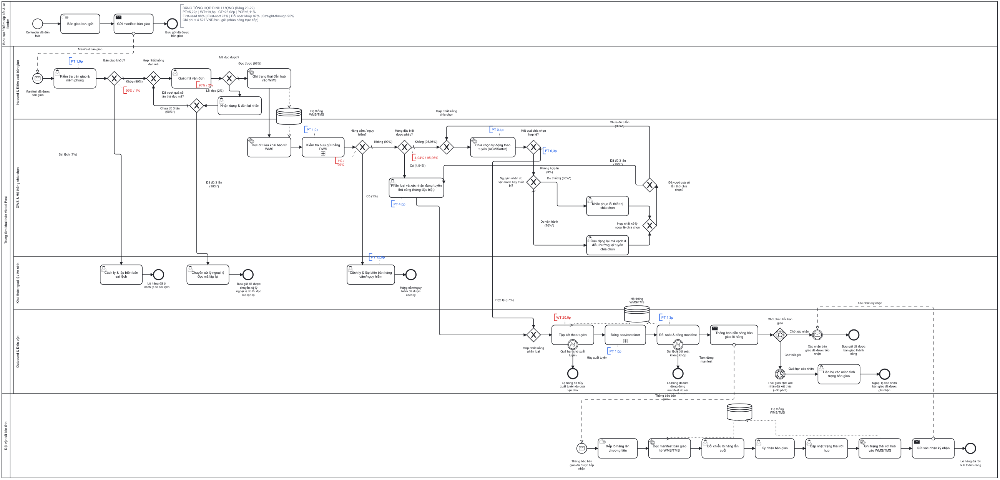 Bưu cục / Điểm tập kết & xe
feeder
Xe feeder đã đến
hub
Bàn giao bưu gửi
Gửi manifest bàn giao
Bưu gửi đã được
bàn giao
BẢNG TỔNG HỢP ĐỊNH LƯỢNG (Bảng 20-22)
PT=5,22p | WT≈19,8p | CT≈25,02p | PCE≈6,11%
First-read 98% | First-sort 97% | Đối soát khớp 97% | Straight-through 95%
Chi phí ≈ 4.527 VNĐ/bưu gửi (nhân công trực tiếp)
Trung tâm khai thác Viettel Post
Inbound & Kiểm soát bàn giao
Manifest bàn giao
Manifest đã được
bàn giao
PT 1,0p
Kiểm tra bàn giao &
niêm phong
Bàn giao khớp?
Khớp (99%)
99% / 1%
Hợp nhất luồng
đọc mã
Quét mã vận đơn
98% / 2%
Mã đọc được?
Đọc được (98%)
Lỗi đọc (2%)
Ghi trạng thái đến hub
vào WMS
Đã vượt quá số
lần thử đọc mã?
Chưa đủ 3 lần
(90%*)
Nhận dạng & dán lại nhãn
Hệ thống
WMS/TMS
Hợp nhất luồng
chia chọn
DWS & Hệ thống chia chọn
Sai lệch (1%)
Đã đủ 3 lần
(10%*)
Đọc dữ liệu khai báo từ
WMS
PT 1,0p
Kiểm tra bưu gửi bằng
DWS
1% /
99%
Hàng cấm / nguy
hiểm?
Không (99%)
Có (1%)
Hàng đặc biệt
được phép?
Không (95,96%)
4,04% / 95,96%
Có (4,04%)
PT 0,4p
Chia chọn tự động theo
tuyến (AGV/Sorter)
Kết quả chia chọn
hợp lệ?
PT 0,3p
Chưa đủ 3 lần
(90%*)
Đã đủ 3 lần
(10%*)
Phân loại và xác nhận đúng tuyến
thủ công (hàng đặc biệt)
PT 4,0p
Không hợp lệ
(3%)
Nguyên nhân do
vận hành hay thiết
bị?
Do thiết bị (30%*)
Đã vượt quá số
lần thử chia
chọn?
Khắc phục lỗi thiết bị
chia chọn
Do vận hành
(70%*)
Hợp nhất xử lý
ngoại lệ chia chọn
Nhận dạng lại mã vạch &
điều hướng lại tuyến
chia chọn
Khai thác ngoại lệ / An ninh
Cách ly & lập biên bản
sai lệch
Lô hàng đã bị
cách ly do sai lệch
Chuyển xử lý ngoại lệ
đọc mã lặp lại
Bưu gửi đã được
chuyển xử lý
ngoại lệ do lỗi đọc
mã lặp lại
PT 12,0p
Cách ly & lập biên bản hàng
cấm/nguy hiểm
Hàng cấm/nguy
hiểm đã được
cách ly
Hợp lệ (97%)
Hệ thống
WMS/TMS
Xác nhận ký nhận
Outbound & Điều vận
Hợp nhất luồng
phân loại
WT 20,0p
Tập kết theo tuyến
Quá hạn chờ xuất
tuyến
Hủy xuất tuyến
Lô hàng đã hủy
xuất tuyến do quá
hạn chờ
Đóng bao/container
PT 1,0p
PT 1,3p
Đối soát & đóng manifest
Sai lệch đối soát
không khớp
Tạm dừng
manifest
Lô hàng đã tạm
dừng đóng
manifest do sai
Thông báo sẵn sàng bàn
giao lô hàng
Chờ phản hồi bàn
giao
Chờ xác nhận
Xác nhận bàn
giao đã được tiếp
nhận
Bưu gửi đã được
bàn giao thành
công
Chờ hết giờ
Quá hạn xác nhận
Thời gian chờ xác
nhận đã kết thúc
(~30 phút)
Liên hệ xác minh tình
trạng bàn giao
Ngoại lệ xác nhận
bàn giao đã được
ghi nhận
Đội vận tải liên tỉnh
Thông báo bàn
giao
Hệ thống
WMS/TMS
Thông báo bàn
giao đã được tiếp
nhận
Xếp lô hàng lên
phương tiện
Đọc manifest bàn giao
từ WMS/TMS
Đối chiếu lô hàng lần
cuối
Ký nhận bàn giao
Cập nhật trạng thái rời
hub
Ghi trạng thái rời hub
vào WMS/TMS
Gửi xác nhận ký nhận
Lô hàng đã rời
hub thành công